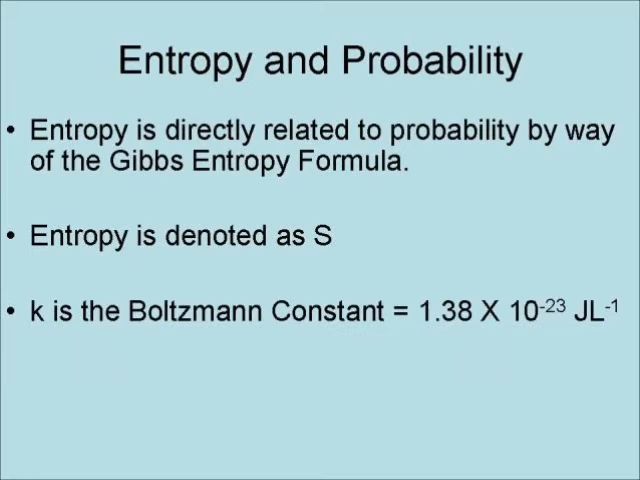 Entropy and Probability
• Entropy is directly related to probability by way
of the Gibbs Entropy Formula.
• Entropy is denoted as S
• k is the Boltzmann Constant = 1.38 X 10⁻²³ JL⁻¹